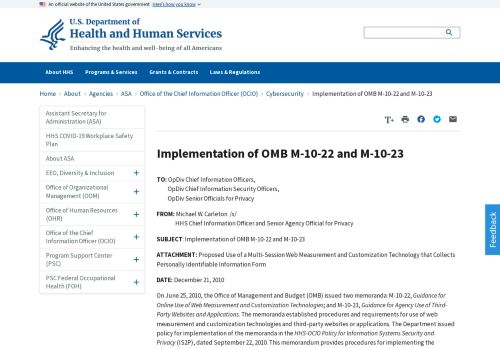 An official website of the United States government Here's how you know
U.S. Department of
Health and Human Services
Enhancing the health and well-being of all Americans
About HHS Programs & Services Grants & Contracts Laws & Regulations
Home › About › Agencies › ASA › Office of the Chief Information Officer (OCIO) › Cybersecurity › Implementation of OMB M-10-22 and M-10-23
Assistant Secretary for
Administration (ASA)
HHS COVID-19 Workplace Safety
Plan
About ASA
EEO, Diversity & Inclusion +
Office of Organizational
Management (OOM) +
Office of Human Resources
(OHR) +
Office of the Chief
Information Officer (OCIO) +
Program Support Center
(PSC) +
PSC Federal Occupational
Health (FOH) +
T+
Implementation of OMB M-10-22 and M-10-23
TO: OpDiv Chief Information Officers,
OpDiv Chief Information Security Officers,
OpDiv Senior Officials for Privacy
FROM: Michael W. Carleton /s/
HHS Chief Information Officer and Senior Agency Official for Privacy
SUBJECT: Implementation of OMB M-10-22 and M-10-23
ATTACHMENT: Proposed Use of a Multi-Session Web Measurement and Customization Technology that Collects
Personally Identifiable Information Form
DATE: December 21, 2010
On June 25, 2010, the Office of Management and Budget (OMB) issued two memoranda: M-10-22, Guidance for
Online Use of Web Measurement and Customization Technologies; and M-10-23, Guidance for Agency Use of Third-
Party Websites and Applications. The memoranda established procedures and requirements for use of web
measurement and customization technologies and third-party websites or applications. The Department issued
policy for implementation of the memoranda in the HHS-OCIO Policy for Information Systems Security and
Privacy (IS2P), dated September 22, 2010. This memorandum provides procedures for implementing the
Feedback